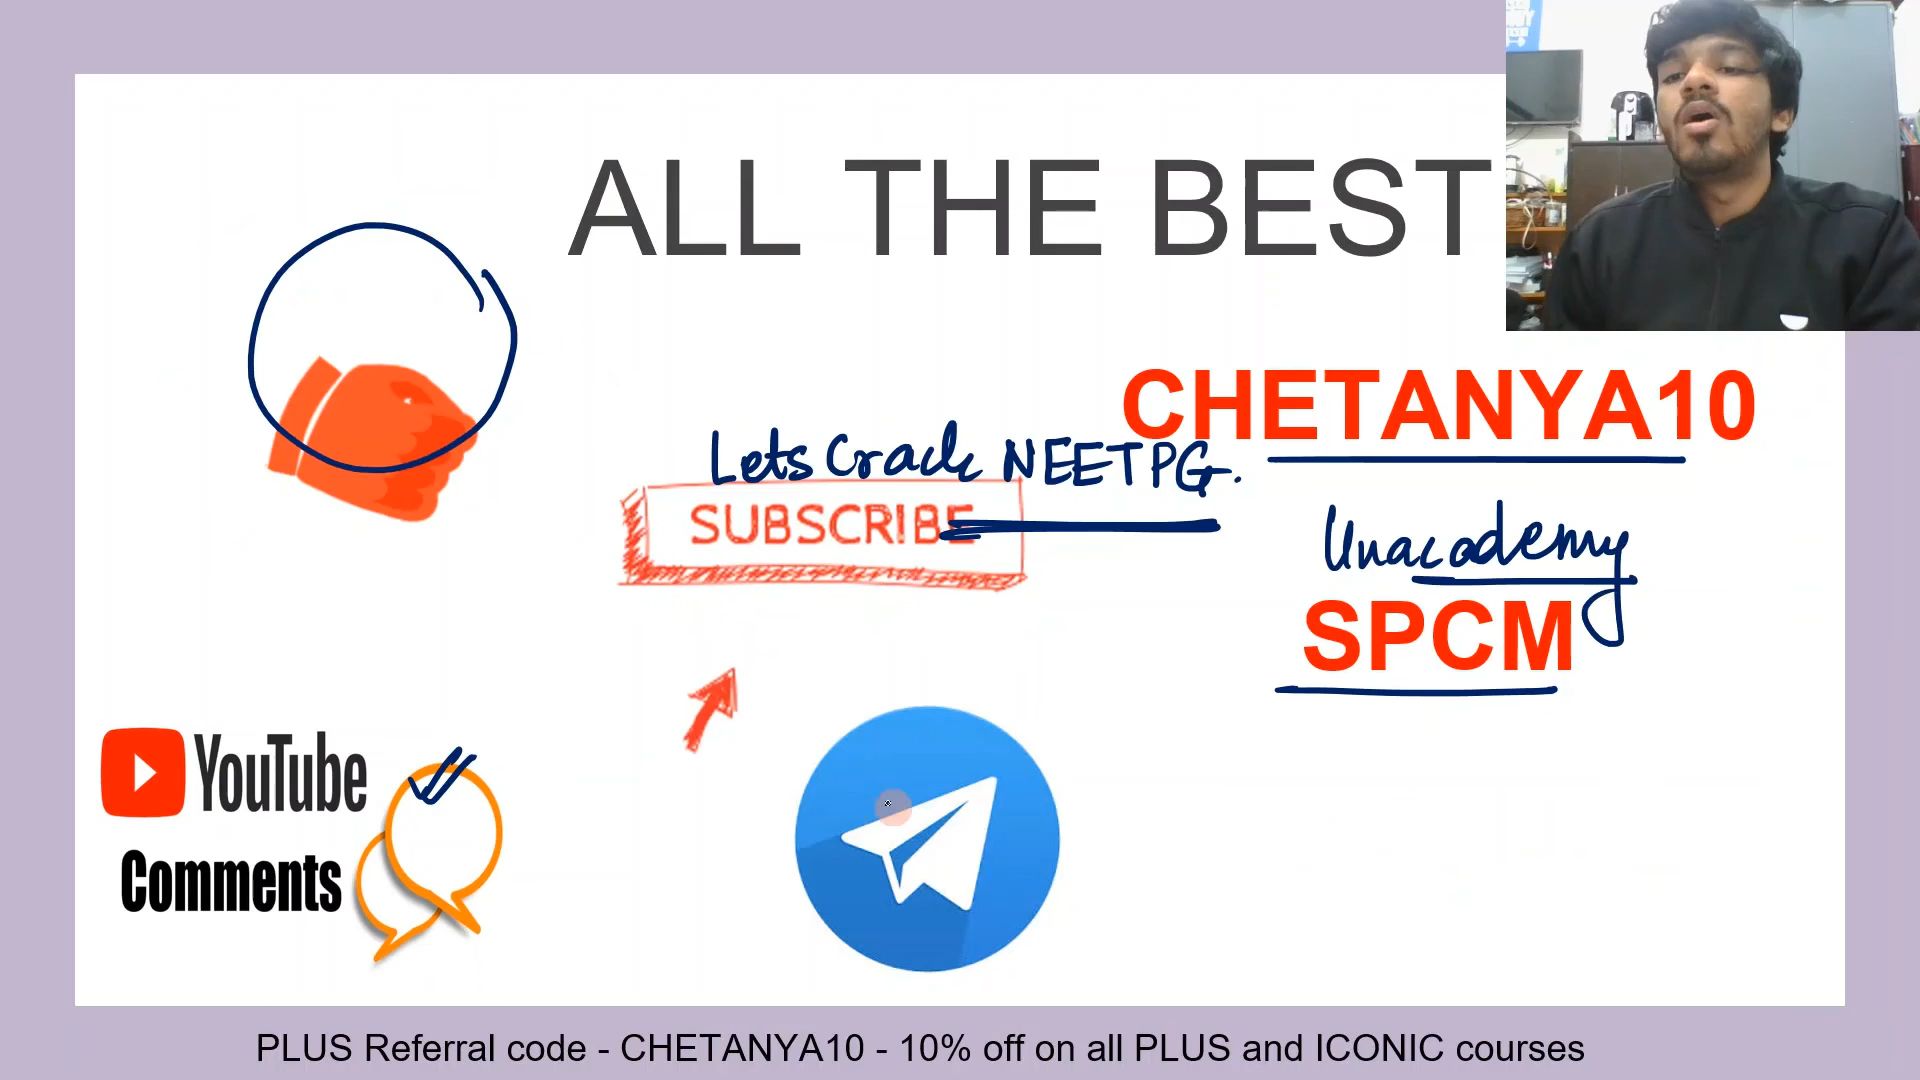 ALL THE BEST
CHETANYA10
Lets Crack NEETPG.
SUBSCRIBE
Unacademy
SPCM
YouTube
Comments
PLUS Referral code - CHETANYA10 - 10% off on all PLUS and ICONIC courses